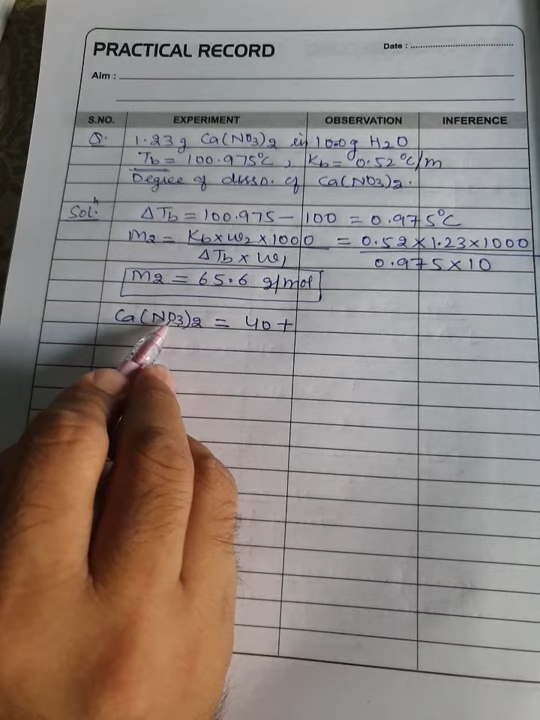 PRACTICAL RECORD
Date :
Aim :
S.NO. EXPERIMENT OBSERVATION INFERENCE
Q. 1.23g Ca(NO3)2 in 10.0g H2O
Tb = 100.975°C, Kb = 0.52°C/m
Degree of disso. of Ca(NO3)2.
Sol. ΔTb = 100.975 - 100 = 0.975°C
M2 = Kb×W2×1000 / ΔTb×W1 = 0.52×1.23×1000 / 0.975×10
M2 = 65.6 g/mol
Ca(NO3)2 = 40+